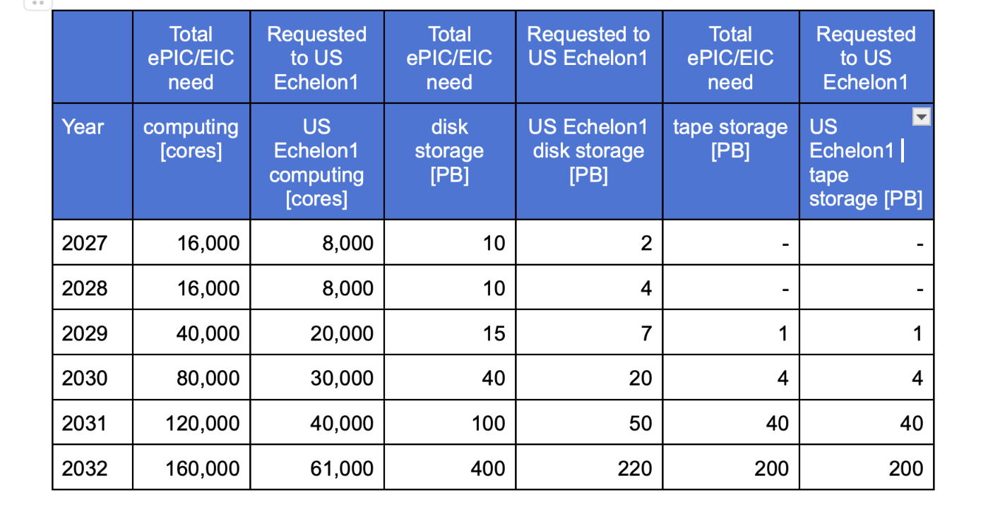 Total ePIC/EIC need | Requested to US Echelon1 | Total ePIC/EIC need | Requested to US Echelon1 | Total ePIC/EIC need | Requested to US Echelon1
Year | computing [cores] | US Echelon1 computing [cores] | disk storage [PB] | US Echelon1 disk storage [PB] | tape storage [PB] | US Echelon1 tape storage [PB]
2027 | 16,000 | 8,000 | 10 | 2 | - | -
2028 | 16,000 | 8,000 | 10 | 4 | - | -
2029 | 40,000 | 20,000 | 15 | 7 | 1 | 1
2030 | 80,000 | 30,000 | 40 | 20 | 4 | 4
2031 | 120,000 | 40,000 | 100 | 50 | 40 | 40
2032 | 160,000 | 61,000 | 400 | 220 | 200 | 200